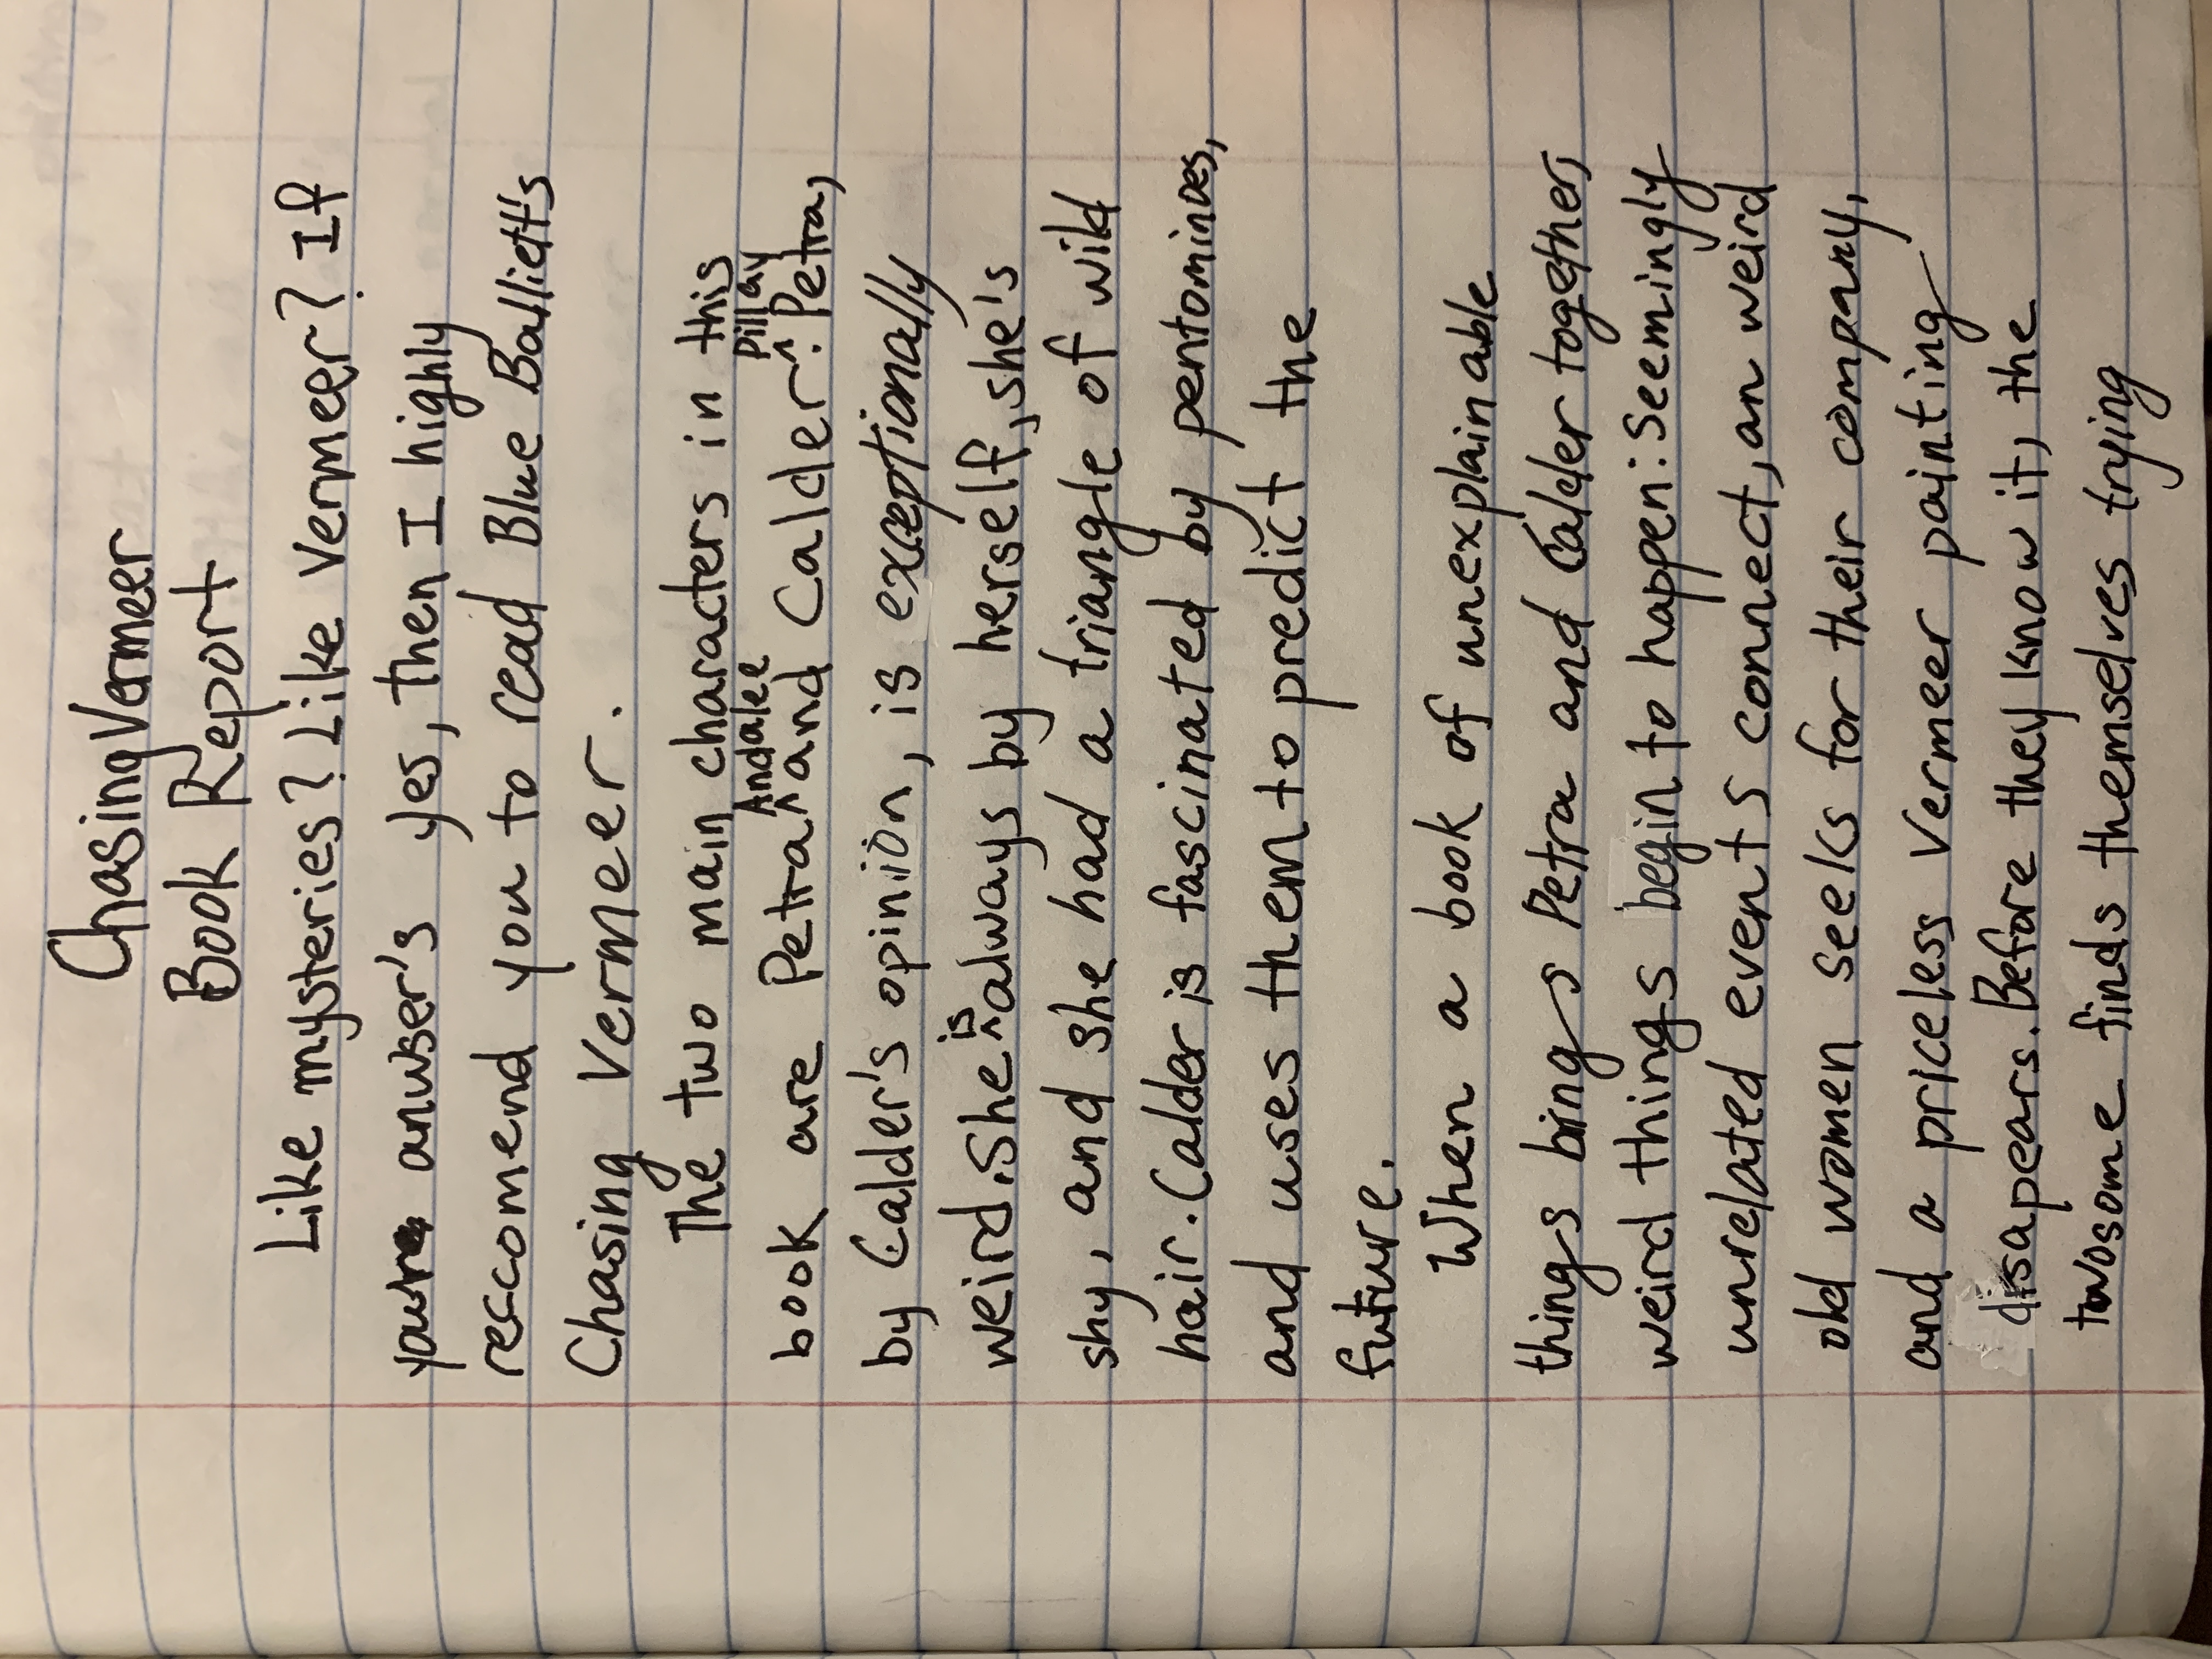 Chasing Vermeer
Book Report
Like mysteries? Like Vermeer? If
your anwser's yes, then I highly
reccomend you to read Blue Balliett's
Chasing Vermeer.
The two main characters in this
book are Petra ^Andalee and Calder ^Pillay. Petra,
by Calder's opinion, is exceptionally
weird. She ^is always by herself, she's
shy, and she had a triangle of wild
hair. Calder is fascinated by pentominoes,
and uses them to predict the
future.
When a book of unexplainable
things bings Petra and Calder together,
weird things begin to happen: Seemingly
unrelated events connect, an weird
old women seeks for their company,
and a priceless Vermeer painting
disapears. Before they know it, the
twosome finds themselves trying